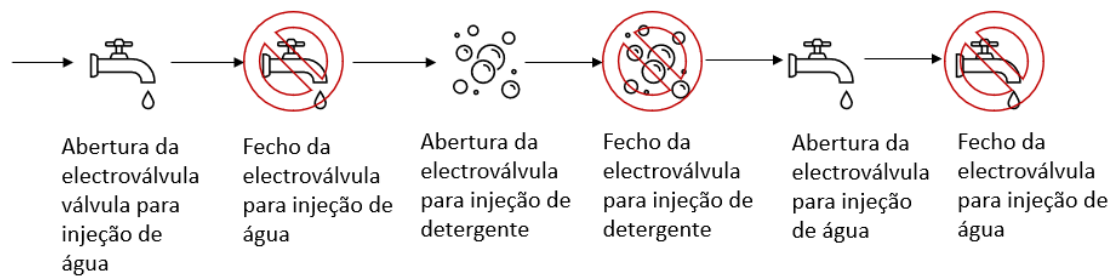 Abertura da
electroválvula
válvula para
injeção de
água
Fecho da
electroválvula
para injeção de
água
Abertura da
electroválvula
para injeção de
detergente
Fecho da
electroválvula
para injeção de
detergente
Abertura da
electroválvula
para injeção
de água
Fecho da
electroválvula
para injeção de
água